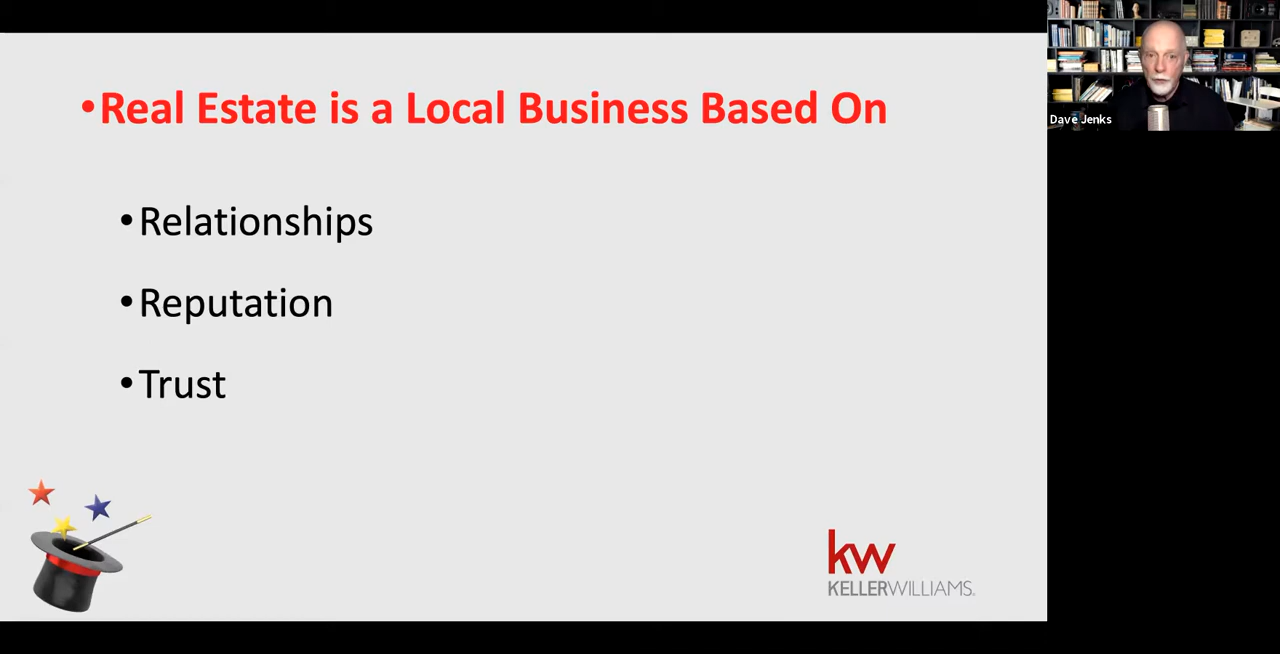 •Real Estate is a Local Business Based On
•Relationships
•Reputation
•Trust
kw
KELLERWILLIAMS.
Dave Jenks